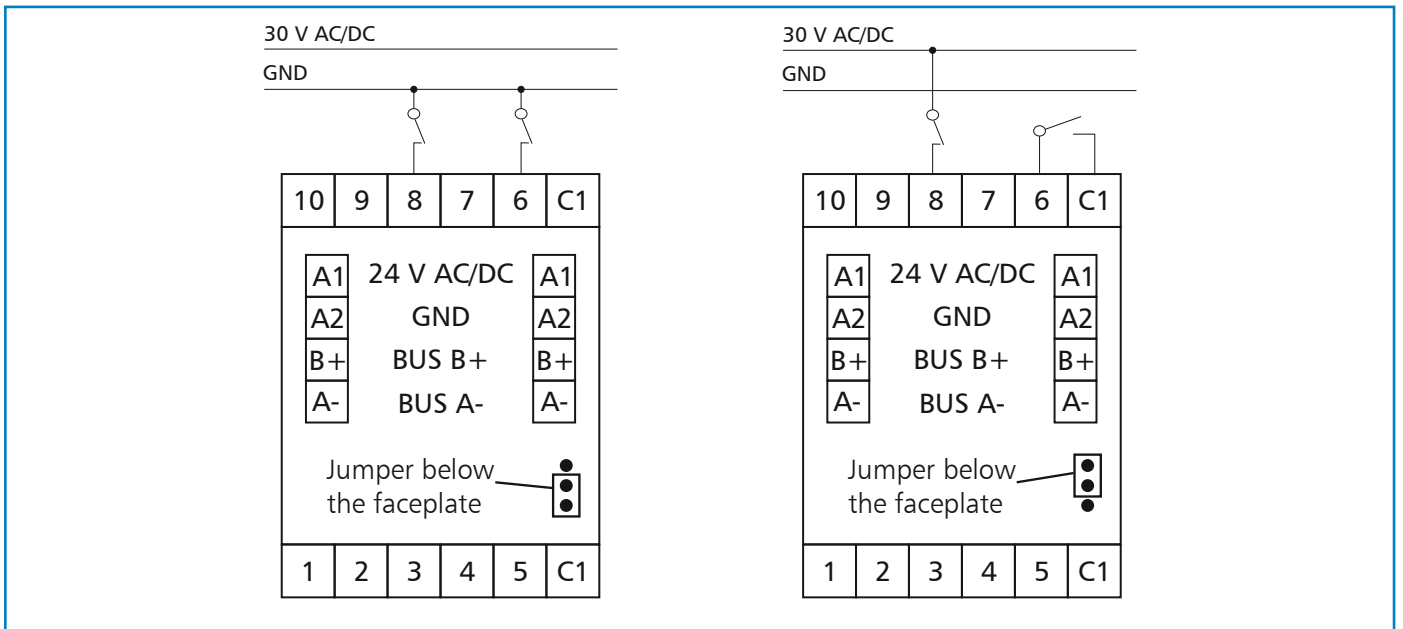 30 V AC/DC
GND
10 9 8 7 6 C1
A1 24 V AC/DC A1
A2 GND A2
B+ BUS B+ B+
A- BUS A- A-
Jumper below
the faceplate
1 2 3 4 5 C1
30 V AC/DC
GND
10 9 8 7 6 C1
A1 24 V AC/DC A1
A2 GND A2
B+ BUS B+ B+
A- BUS A- A-
Jumper below
the faceplate
1 2 3 4 5 C1